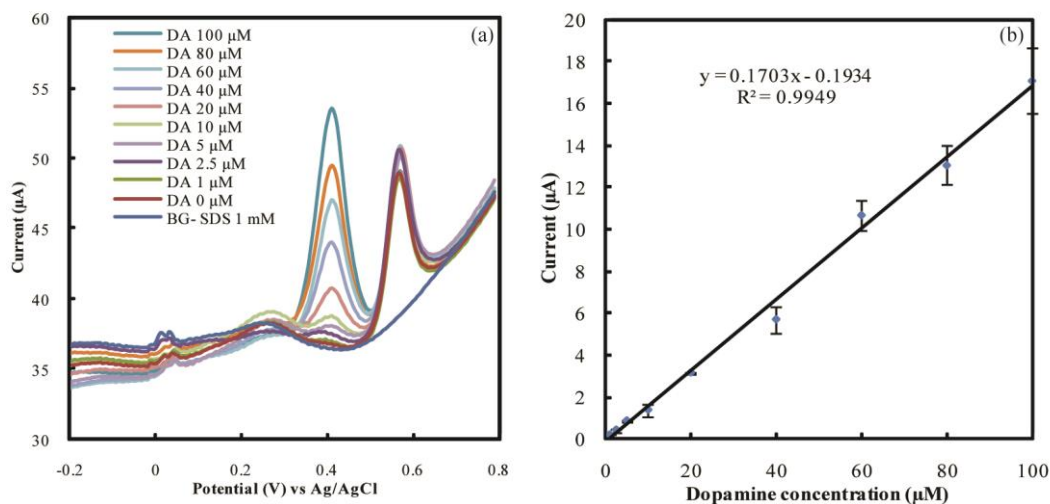 60
55
50
45
40
35
30
Current (µA)
(a)
DA 100 µM
DA 80 µM
DA 60 µM
DA 40 µM
DA 20 µM
DA 10 µM
DA 5 µM
DA 2.5 µM
DA 1 µM
DA 0 µM
BG- SDS 1 mM
-0.2
0
0.2
0.4
0.6
0.8
Potential (V) vs Ag/AgCl
20
18
16
14
12
10
8
6
4
2
0
Current (µA)
(b)
y = 0.1703x - 0.1934
R² = 0.9949
0
20
40
60
80
100
Dopamine concentration (µM)